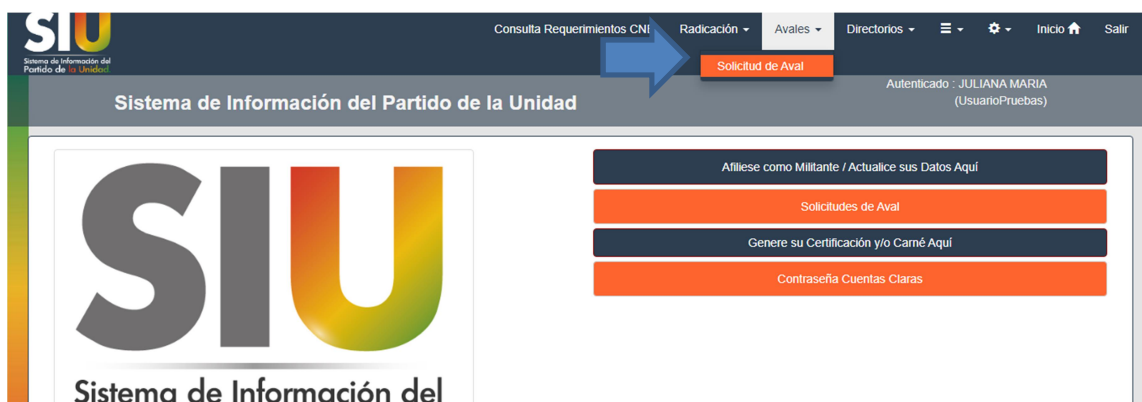 SIU
Sistema de Información del
Partido de la Unidad
Consulta Requerimientos CNE Radicación Avales Directorios Inicio Salir
Solicitud de Aval
Sistema de Información del Partido de la Unidad
Autenticado : JULIANA MARIA
(UsuarioPruebas)
SIU
Sistema de Información del
Afiliese como Militante / Actualice sus Datos Aquí
Solicitudes de Aval
Genere su Certificación y/o Carné Aquí
Contraseña Cuentas Claras